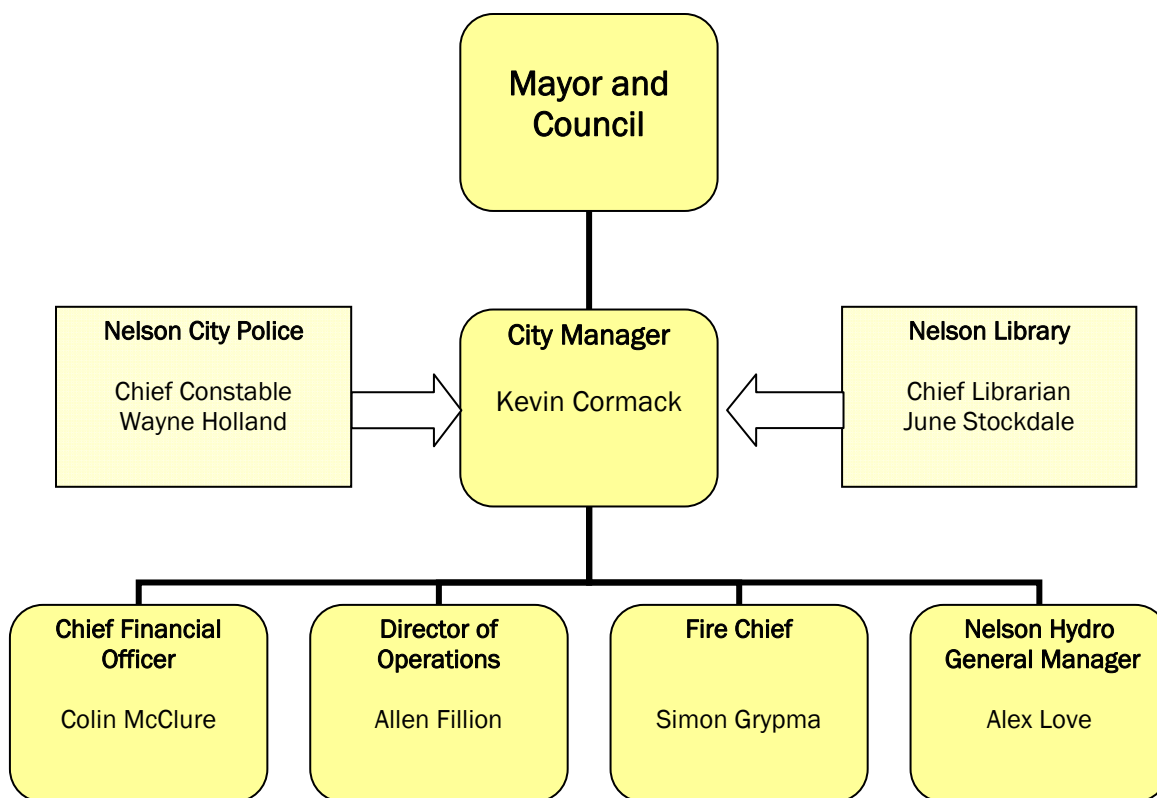 Mayor and
Council
Nelson City Police
Chief Constable
Wayne Holland
City Manager
Kevin Cormack
Nelson Library
Chief Librarian
June Stockdale
Chief Financial
Officer
Colin McClure
Director of
Operations
Allen Fillion
Fire Chief
Simon Grypma
Nelson Hydro
General Manager
Alex Love